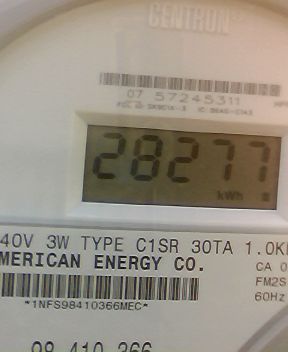 CENTRON
07 57245311
28277
kWh
40V 3W TYPE C1SR 30TA 1.0K
MERICAN ENERGY CO.
CA 0
*1NFS98410366MEC*
FM2S
60Hz
98 410 366